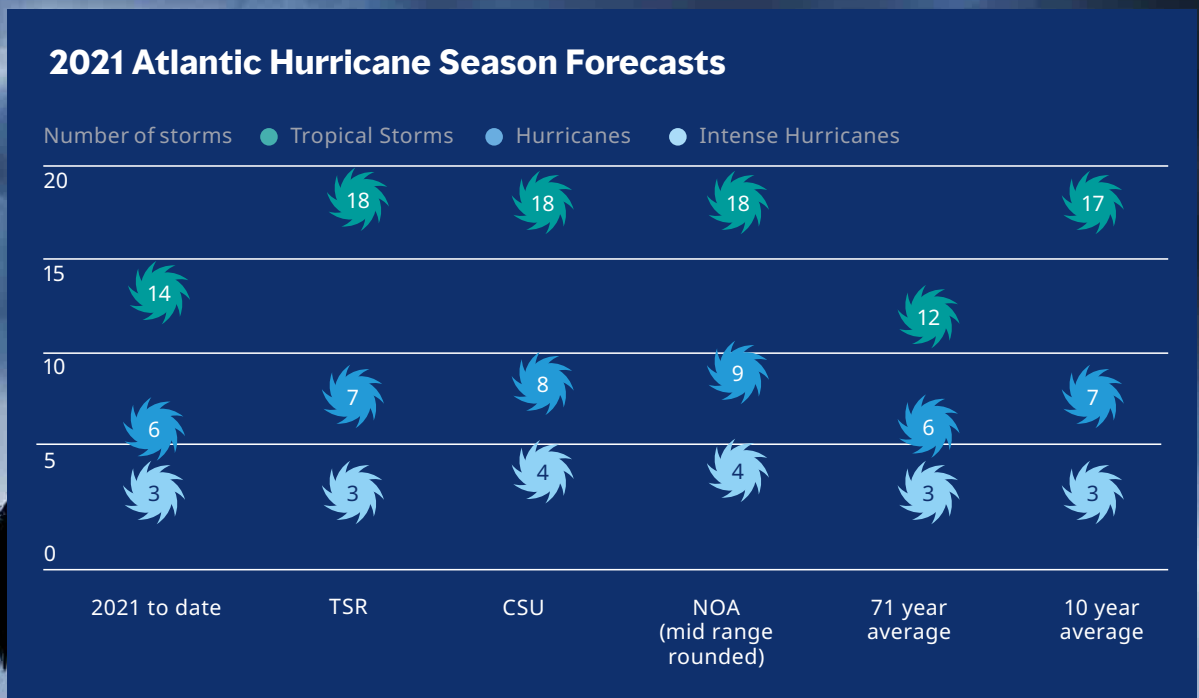 2021 Atlantic Hurricane Season Forecasts
Number of storms Tropical Storms Hurricanes Intense Hurricanes
20
18 18 18 17
15
14
12
10
9
8
7 7
6 6
5
4 4
3 3 3 3
0
2021 to date TSR CSU NOA 71 year 10 year
(mid range average average
rounded)